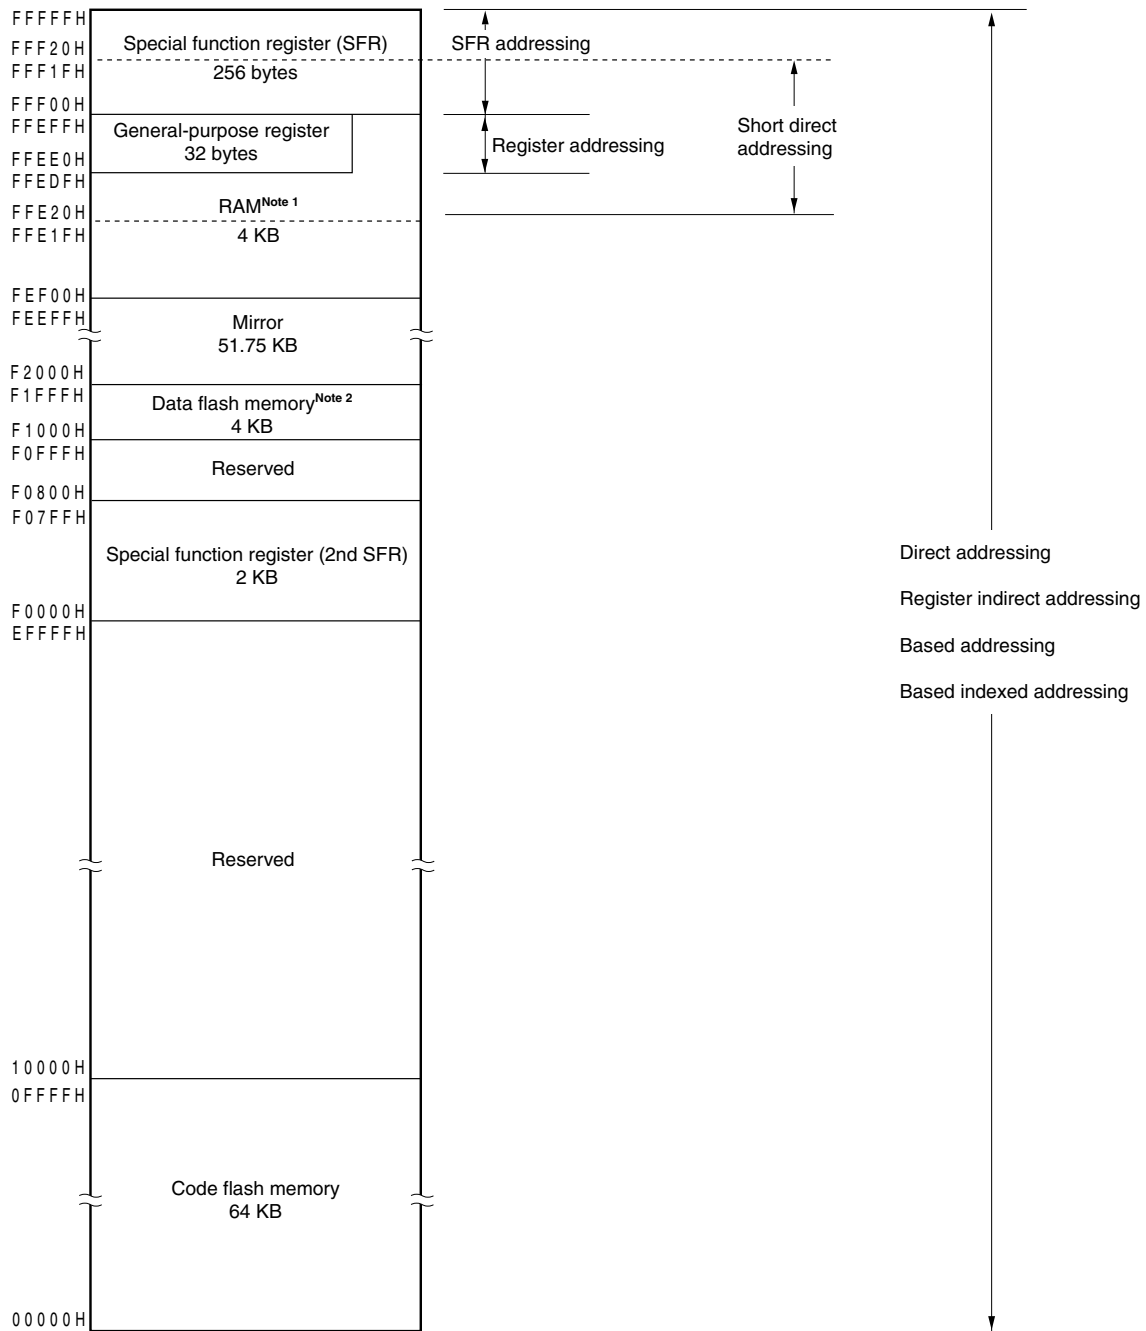 FFFFFH
Special function register (SFR)
SFR addressing
FFF20H
FFF1FH
256 bytes
FFF00H
FFEFFH
General-purpose register
32 bytes
Register addressing
Short direct
addressing
FFEE0H
FFEDFH
RAM Note 1
FFE20H
FFE1FH
4 KB
FEF00H
FEEFFH
Mirror
51.75 KB
F2000H
F1FFFH
Data flash memory Note 2
4 KB
F1000H
F0FFFH
Reserved
F0800H
F07FFH
Special function register (2nd SFR)
2 KB
Direct addressing
Register indirect addressing
Based addressing
Based indexed addressing
F0000H
EFFFFH
Reserved
10000H
0FFFFH
Code flash memory
64 KB
00000H